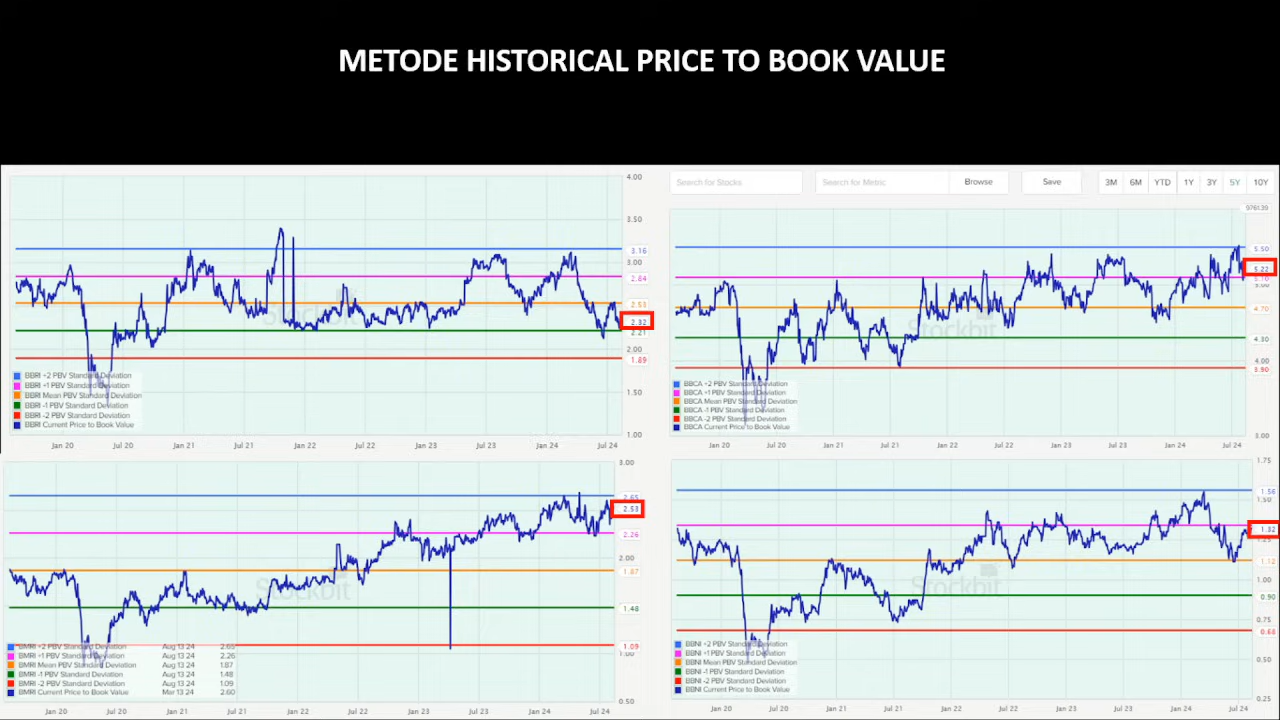 METODE HISTORICAL PRICE TO BOOK VALUE
4.00
3.50
3.16
3.00
2.84
2.53
2.32
2.21
2.00
1.89
1.50
1.00
Stockbit
BBRI +2 PBV Standard Deviation
BBRI +1 PBV Standard Deviation
BBRI Mean PBV Standard Deviation
BBRI -1 PBV Standard Deviation
BBRI -2 PBV Standard Deviation
BBRI Current Price to Book Value
Jan 20 Jul 20 Jan 21 Jul 21 Jan 22 Jul 22 Jan 23 Jul 23 Jan 24 Jul 24
Search for Stocks Search for Metric Browse Save 3M 6M YTD 1Y 3Y 5Y 10Y
5.50
5.22
5.00
4.70
4.30
4.00
3.90
3.00
Stockbit
BBCA +2 PBV Standard Deviation
BBCA +1 PBV Standard Deviation
BBCA Mean PBV Standard Deviation
BBCA -1 PBV Standard Deviation
BBCA -2 PBV Standard Deviation
BBCA Current Price to Book Value
Jan 20 Jul 20 Jan 21 Jul 21 Jan 22 Jul 22 Jan 23 Jul 23 Jan 24 Jul 24
3.00
2.65
2.53
2.26
2.00
1.87
1.48
1.09
1.00
0.50
Stockbit
BMRI +2 PBV Standard Deviation Aug 13 24 2.65
BMRI +1 PBV Standard Deviation Aug 13 24 2.26
BMRI Mean PBV Standard Deviation Aug 13 24 1.87
BMRI -1 PBV Standard Deviation Aug 13 24 1.48
BMRI -2 PBV Standard Deviation Aug 13 24 1.09
BMRI Current Price to Book Value Mar 13 24 2.60
Jan 20 Jul 20 Jan 21 Jul 21 Jan 22 Jul 22 Jan 23 Jul 23 Jan 24 Jul 24
1.75
1.56
1.50
1.32
1.25
1.12
1.00
0.90
0.75
0.68
0.50
0.25
Stockbit
BBNI +2 PBV Standard Deviation
BBNI +1 PBV Standard Deviation
BBNI Mean PBV Standard Deviation
BBNI -1 PBV Standard Deviation
BBNI -2 PBV Standard Deviation
BBNI Current Price to Book Value
Jan 20 Jul 20 Jan 21 Jul 21 Jan 22 Jul 22 Jan 23 Jul 23 Jan 24 Jul 24